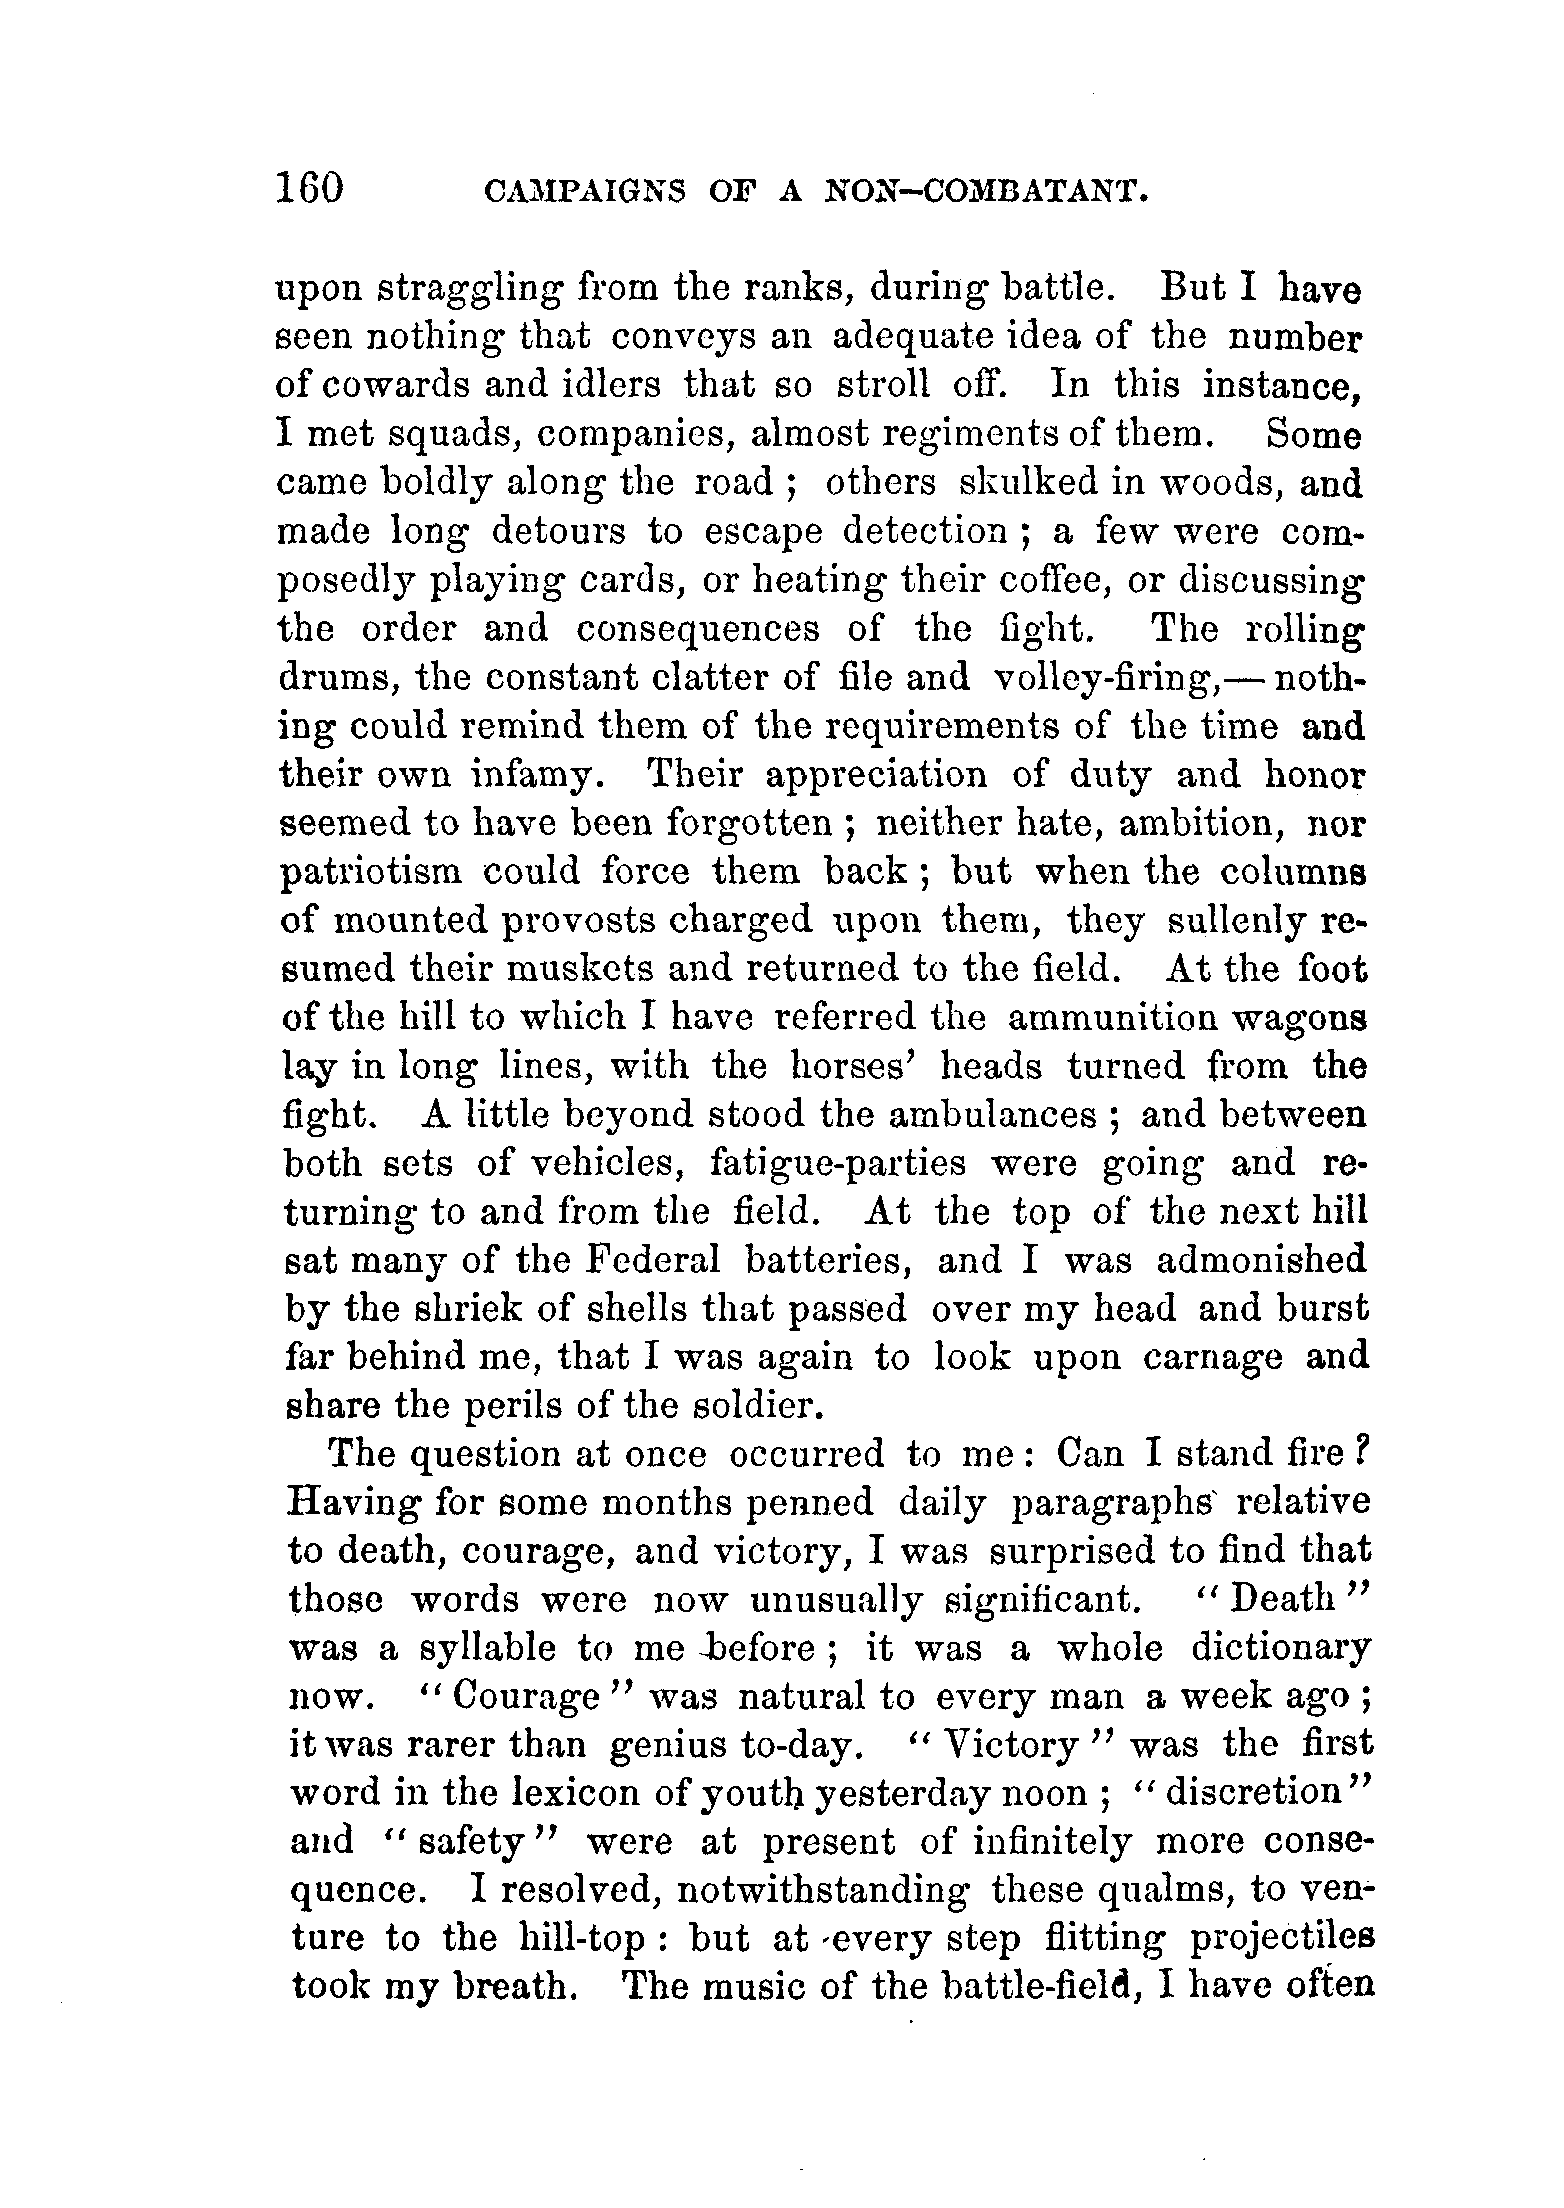 160 CAMPAIGNS OF A NON-COMBATANT.
upon straggling from the ranks, during battle. But I have
seen nothing that conveys an adequate idea of the number
of cowards and idlers that so stroll off. In this instance,
I met squads, companies, almost regiments of them. Some
came boldly along the road ; others skulked in woods, and
made long detours to escape detection ; a few were com-
posedly playing cards, or heating their coffee, or discussing
the order and consequences of the fight. The rolling
drums, the constant clatter of file and volley-firing,— noth-
ing could remind them of the requirements of the time and
their own infamy. Their appreciation of duty and honor
seemed to have been forgotten ; neither hate, ambition, nor
patriotism could force them back ; but when the columns
of mounted provosts charged upon them, they sullenly re-
sumed their muskets and returned to the field. At the foot
of the hill to which I have referred the ammunition wagons
lay in long lines, with the horses' heads turned from the
fight. A little beyond stood the ambulances ; and between
both sets of vehicles, fatigue-parties were going and re-
turning to and from the field. At the top of the next hill
sat many of the Federal batteries, and I was admonished
by the shriek of shells that passed over my head and burst
far behind me, that I was again to look upon carnage and
share the perils of the soldier.
The question at once occurred to me : Can I stand fire ?
Having for some months penned daily paragraphs relative
to death, courage, and victory, I was surprised to find that
those words were now unusually significant. " Death "
was a syllable to me before ; it was a whole dictionary
now. " Courage " was natural to every man a week ago ;
it was rarer than genius to-day. " Victory " was the first
word in the lexicon of youth yesterday noon ; " discretion "
and " safety " were at present of infinitely more conse-
quence. I resolved, notwithstanding these qualms, to ven-
ture to the hill-top : but at every step flitting projectiles
took my breath. The music of the battle-field, I have often